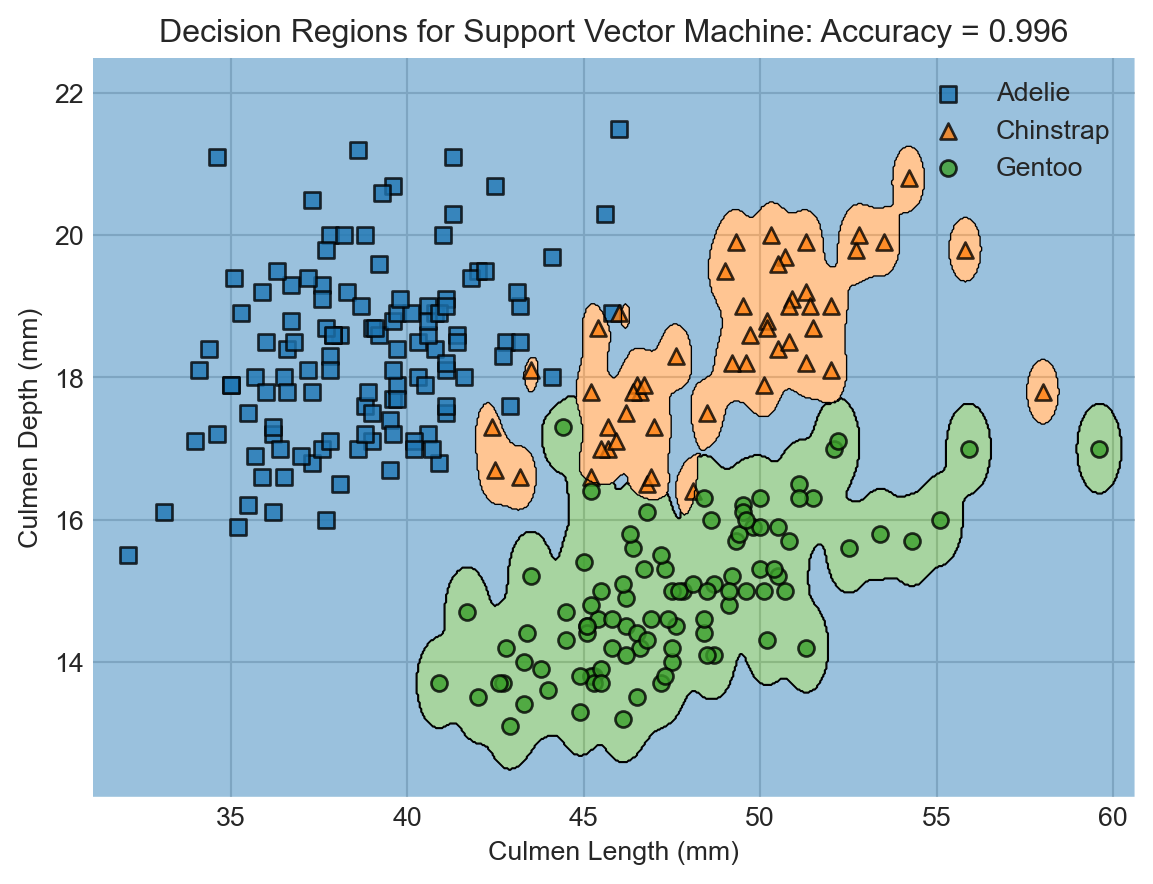 Decision Regions for Support Vector Machine: Accuracy = 0.996
Adelie
Chinstrap
Gentoo
22
20
18
16
14
Culmen Depth (mm)
35 40 45 50 55 60
Culmen Length (mm)